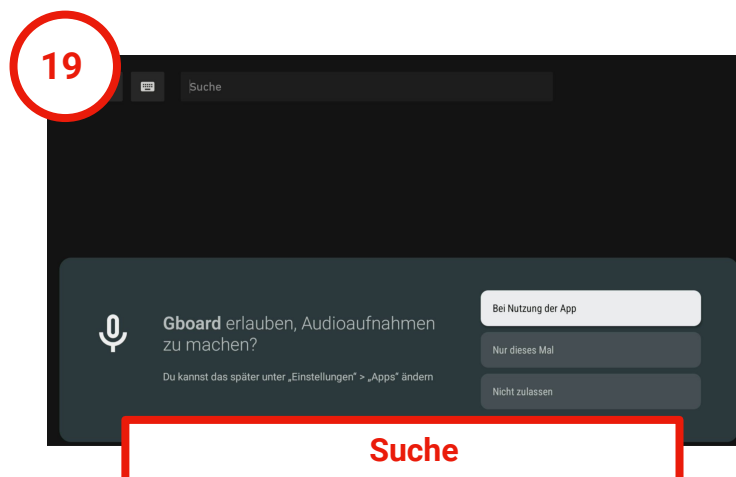 19
Suche
Gboard erlauben, Audioaufnahmen
zu machen?
Du kannst das später unter „Einstellungen” > „Apps” ändern
Bei Nutzung der App
Nur dieses Mal
Nicht zulassen
Suche